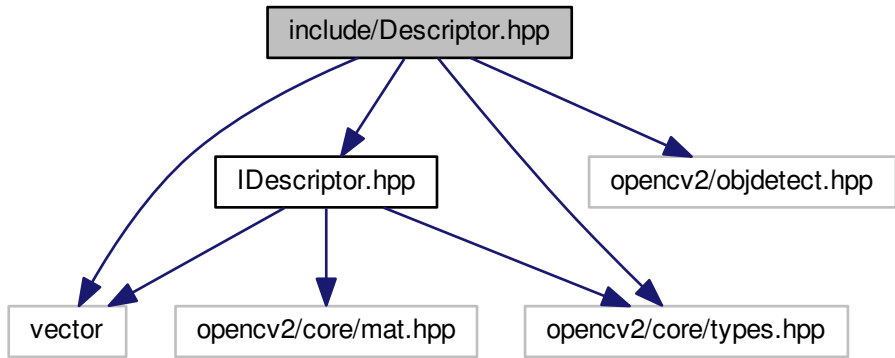 include/Descriptor.hpp
IDescriptor.hpp
opencv2/objdetect.hpp
vector
opencv2/core/mat.hpp
opencv2/core/types.hpp